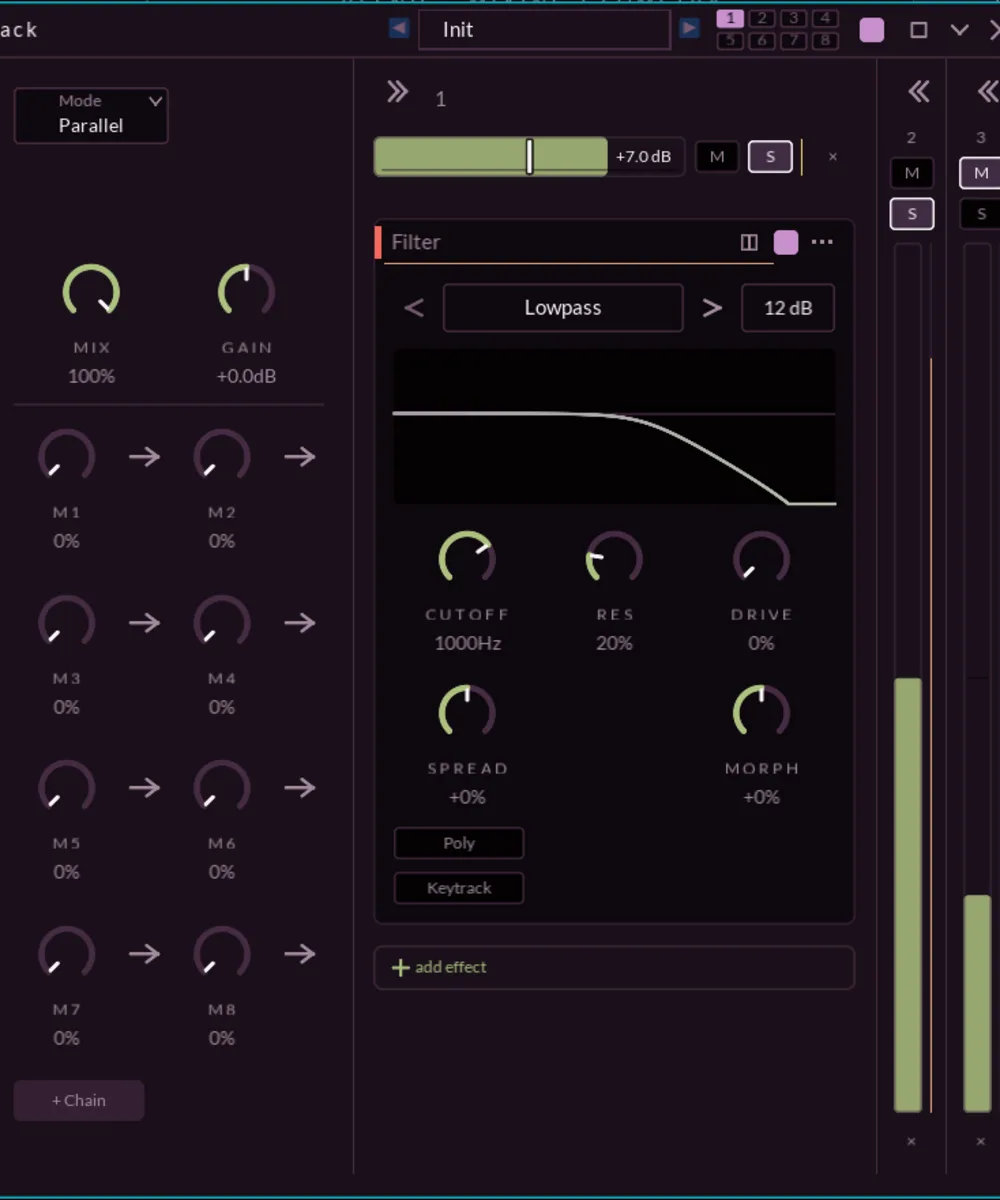 ack
Init
1 2 3 4
5 6 7 8
Mode
Parallel
MIX
100%
GAIN
+0.0dB
M1
0%
M2
0%
M3
0%
M4
0%
M5
0%
M6
0%
M7
0%
M8
0%
+ Chain
1
+7.0 dB
M
S
×
Filter
Lowpass
12 dB
CUTOFF
1000Hz
RES
20%
DRIVE
0%
SPREAD
+0%
MORPH
+0%
Poly
Keytrack
+ add effect
2
M
S
×
3
M
S
×